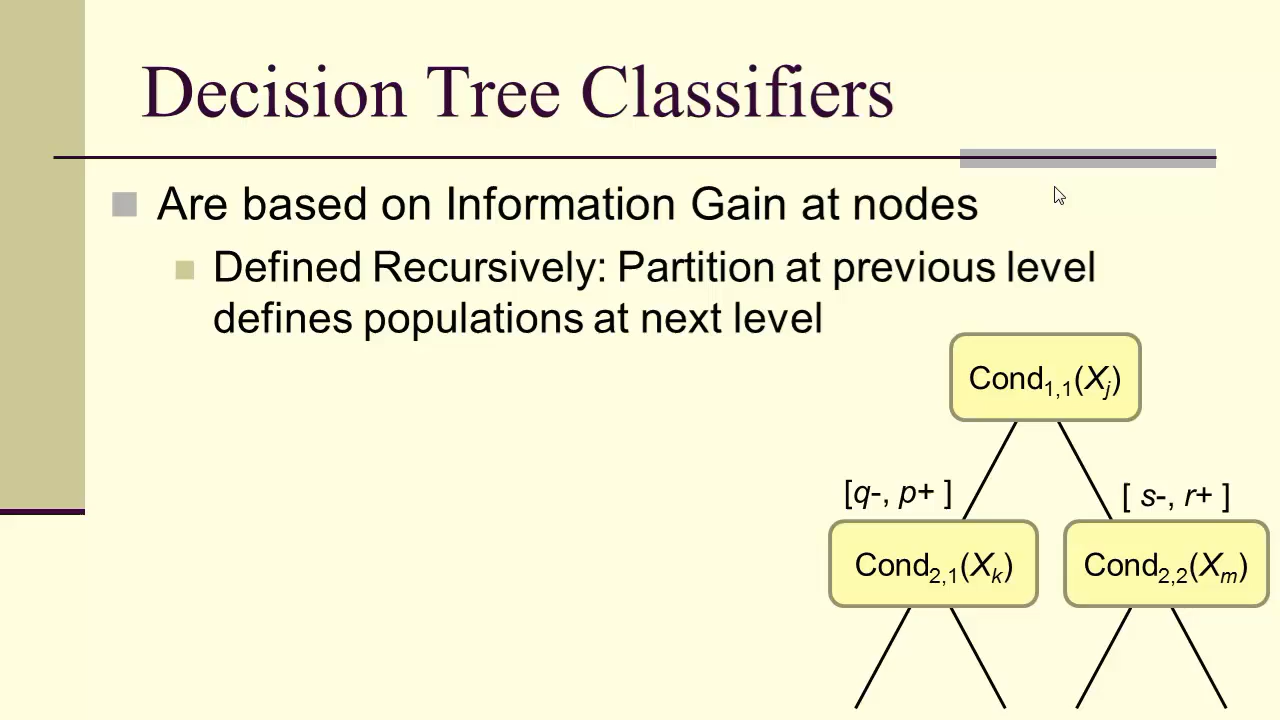 Decision Tree Classifiers
Are based on Information Gain at nodes
Defined Recursively: Partition at previous level
defines populations at next level
Cond1,1(Xj)
[q-, p+ ]
[ s-, r+ ]
Cond2,1(Xk)
Cond2,2(Xm)